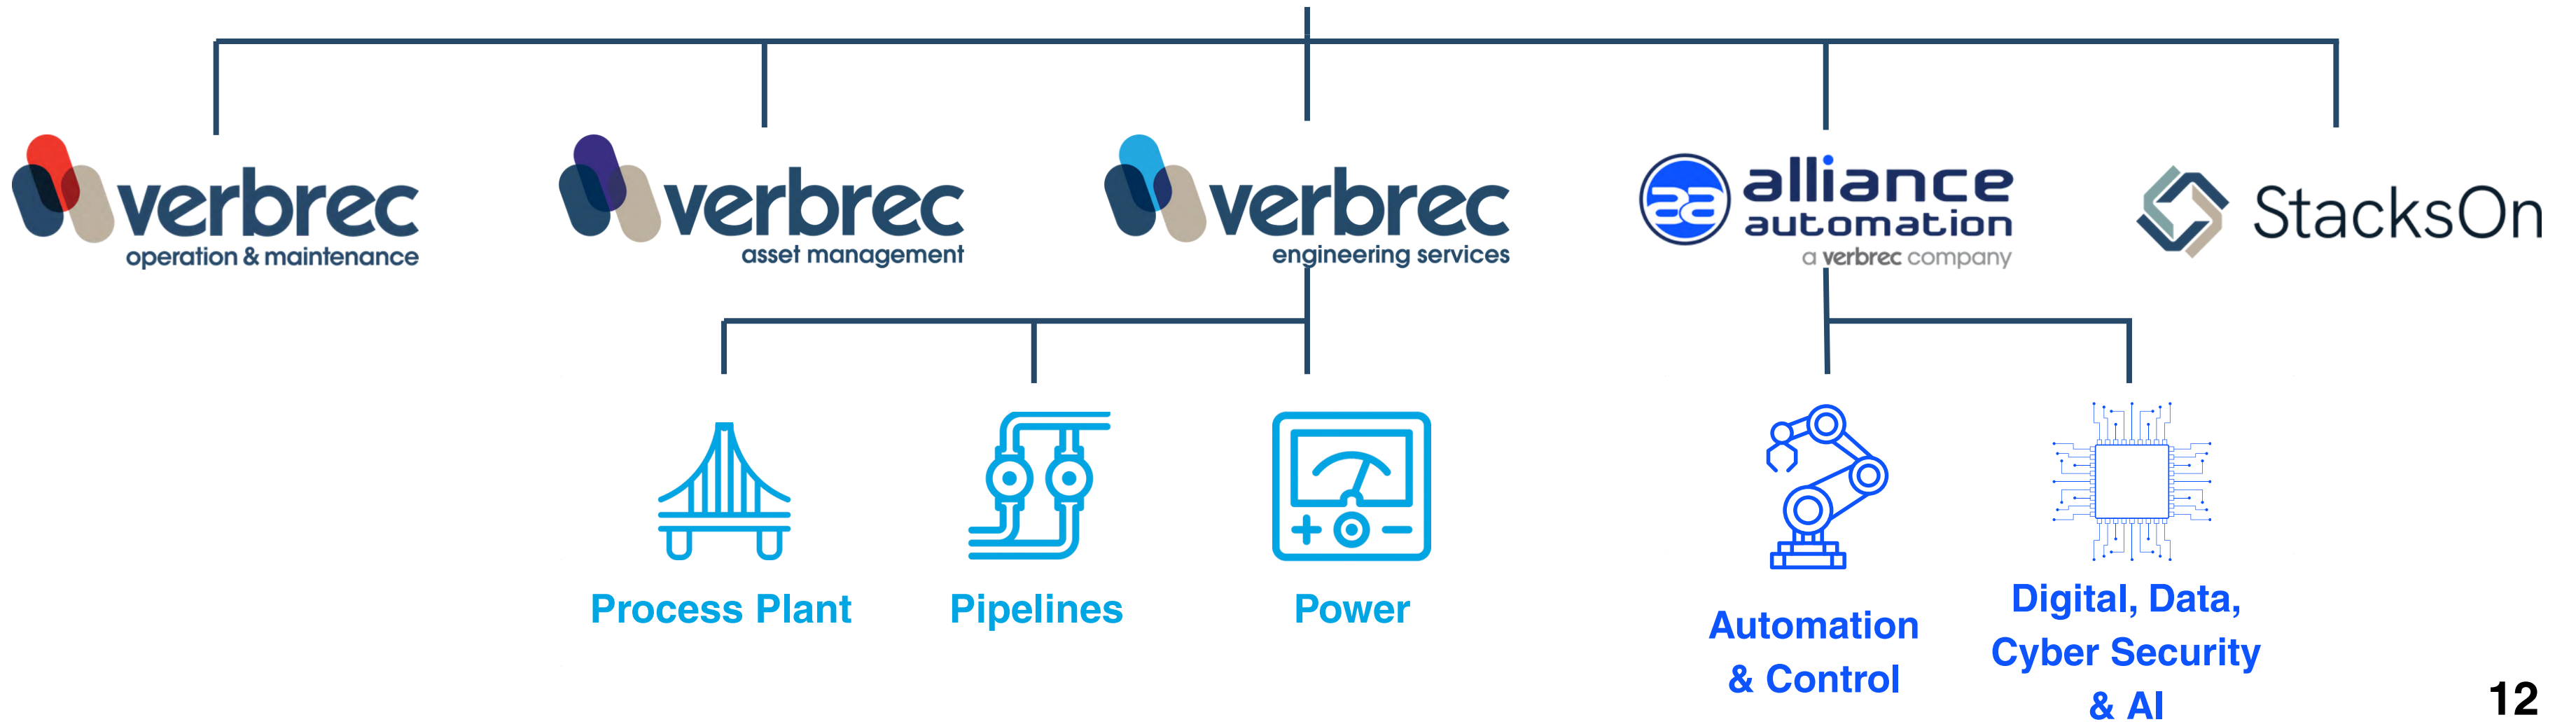 verbrec
operation & maintenance
verbrec
asset management
verbrec
engineering services
alliance
automation
a verbrec company
StacksOn
Process Plant
Pipelines
Power
Automation
& Control
Digital, Data,
Cyber Security
& AI
12